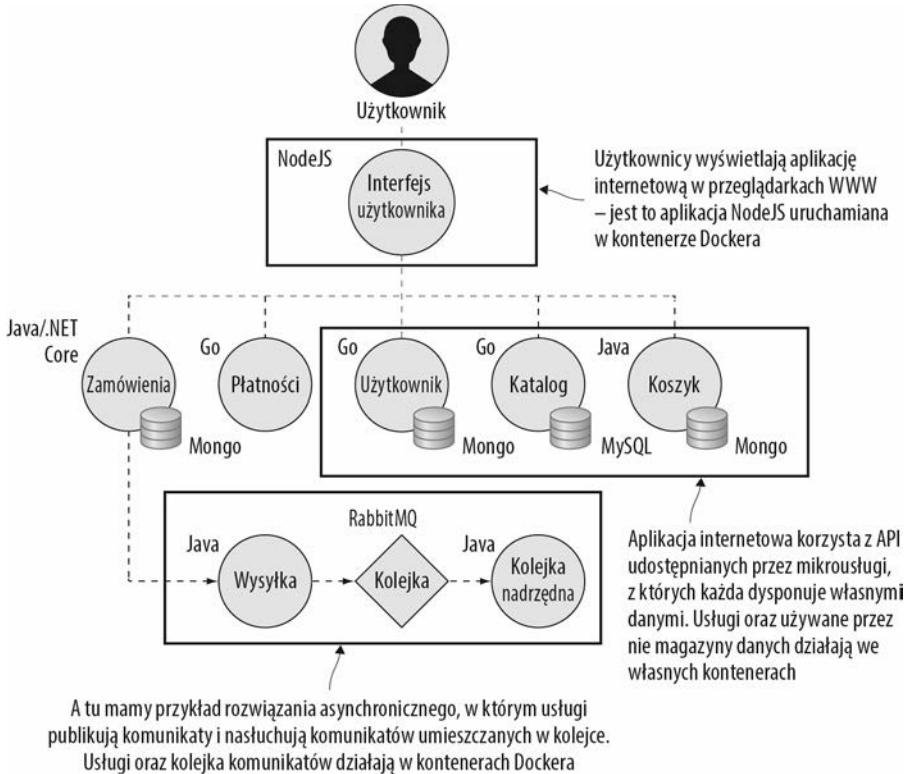 Użytkownik
NodeJS
Interfejs
użytkownika
Użytkownicy wyświetlają aplikację
internetową w przeglądarkach WWW
– jest to aplikacja NodeJS uruchamiana
w kontenerze Dockera
Java/.NET
Core
Zamówienia
Mongo
Go
Płatności
Go
Użytkownik
Mongo
Go
Katalog
MySQL
Java
Koszyk
Mongo
RabbitMQ
Java
Wysyłka
Kolejka
Java
Kolejka
nadrzędna
Aplikacja internetowa korzysta z API
udostępnianych przez mikrousługi,
z których każda dysponuje własnymi
danymi. Usługi oraz używane przez
nie magazyny danych działają we
własnych kontenerach
A tu mamy przykład rozwiązania asynchronicznego, w którym usługi
publikują komunikaty i nasłuchują komunikatów umieszczanych w kolejce.
Usługi oraz kolejka komunikatów działają w kontenerach Dockera